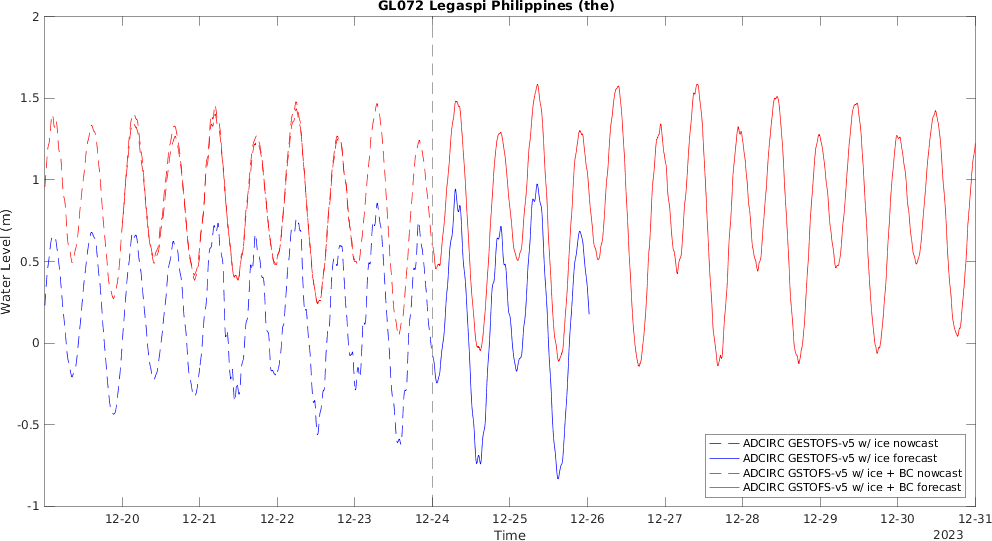 GL072 Legaspi Philippines (the)
2
1.5
1
0.5
0
-0.5
-1
Water Level (m)
12-20 12-21 12-22 12-23 12-24 12-25 12-26 12-27 12-28 12-29 12-30 12-31
Time
2023
ADCIRC GESTOFS-v5 w/ ice nowcast
ADCIRC GESTOFS-v5 w/ ice forecast
ADCIRC GSTOFS-v5 w/ ice + BC nowcast
ADCIRC GSTOFS-v5 w/ ice + BC forecast